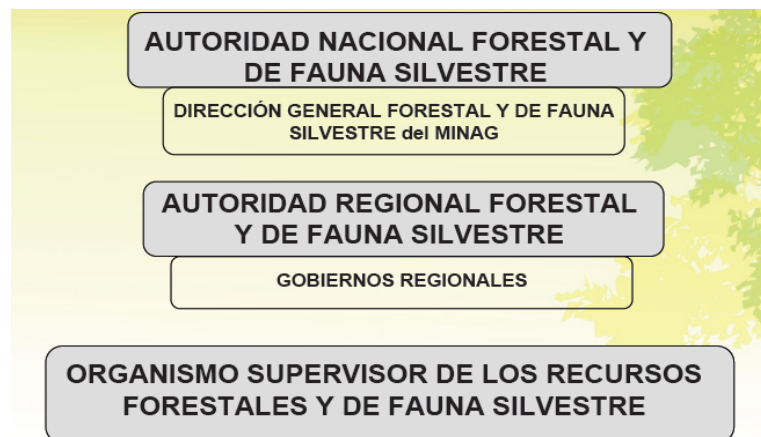 AUTORIDAD NACIONAL FORESTAL Y
DE FAUNA SILVESTRE
DIRECCIÓN GENERAL FORESTAL Y DE FAUNA
SILVESTRE del MINAG
AUTORIDAD REGIONAL FORESTAL
Y DE FAUNA SILVESTRE
GOBIERNOS REGIONALES
ORGANISMO SUPERVISOR DE LOS RECURSOS
FORESTALES Y DE FAUNA SILVESTRE